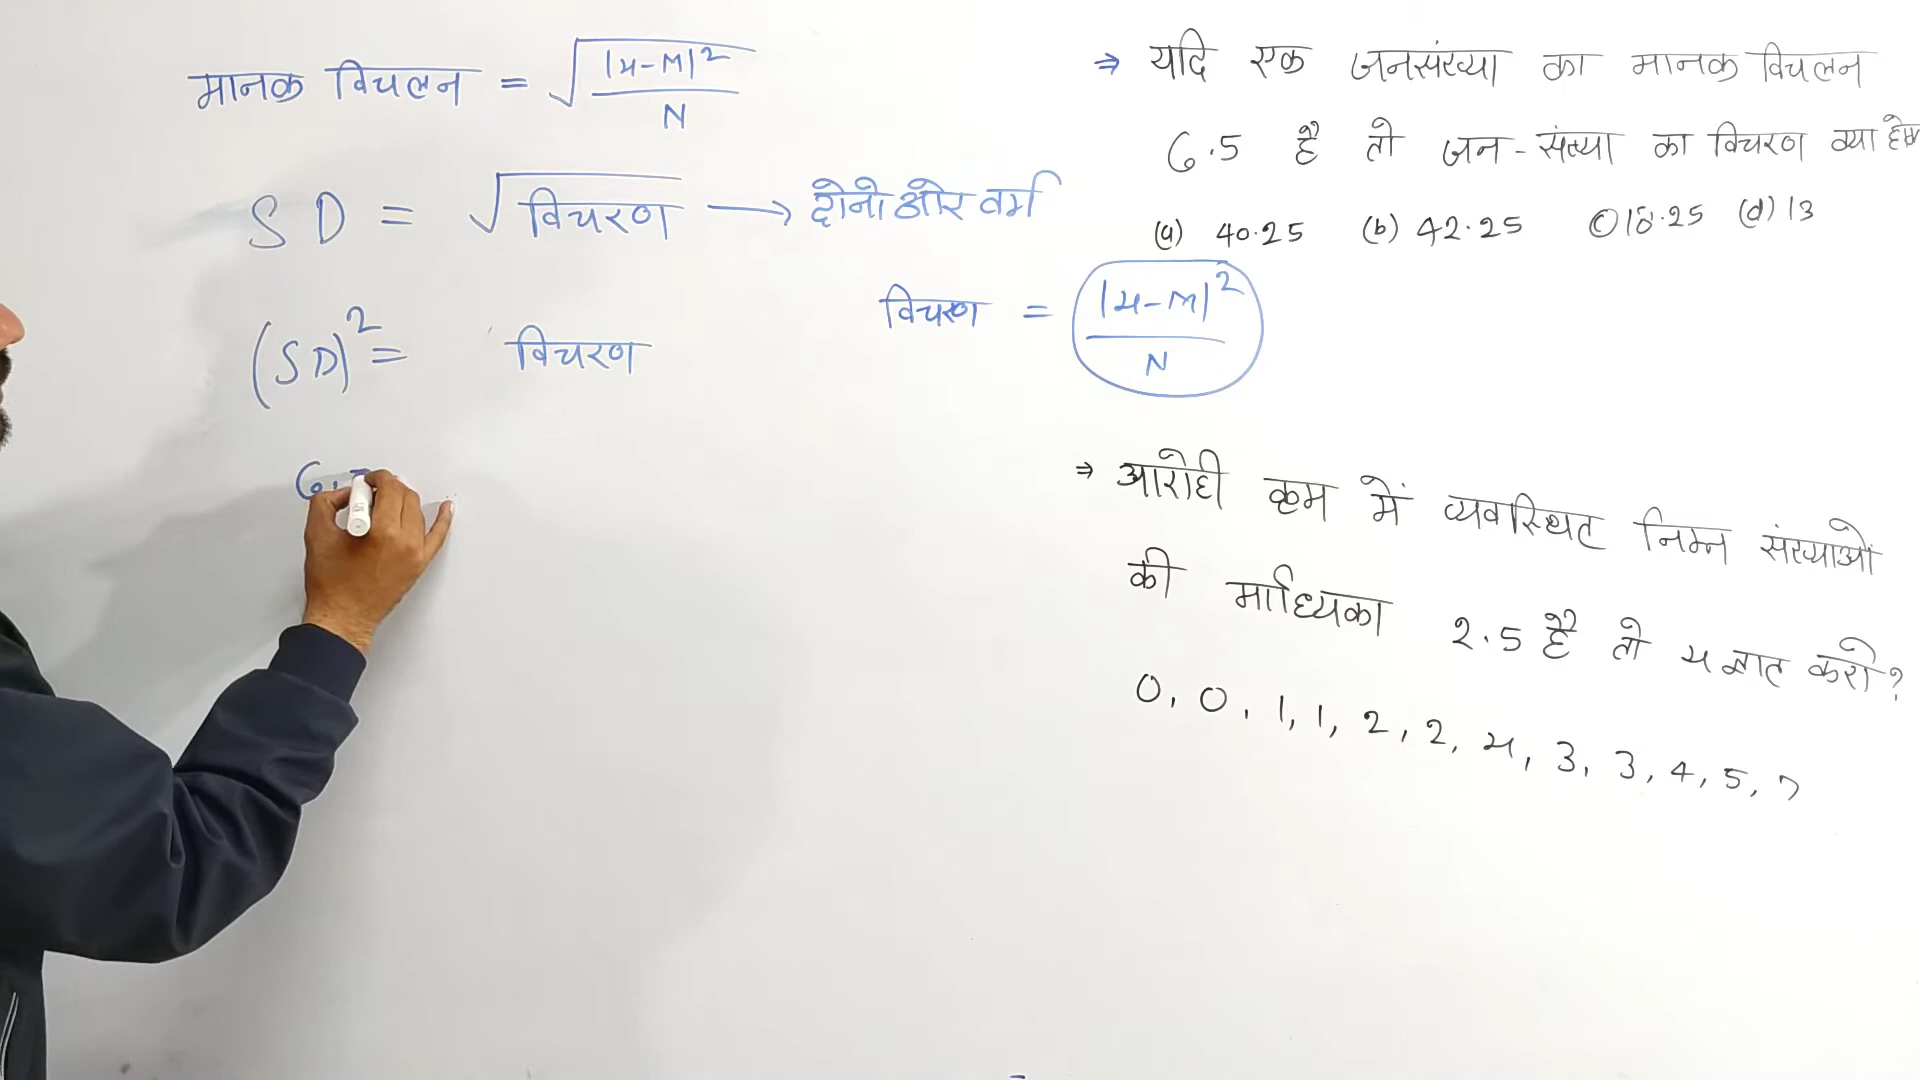 मानक विचलन = √|x-M|²/N
SD = √विचरण → दोनो ओर वर्ग
(SD)² = विचरण
6.5
⇒ यदि एक जनसंख्या का मानक विचलन
6.5 है तो जन-संख्या का विचरण क्या
(a) 40.25 (b) 42.25 (c) 18.25 (d) 13
विचरण = |x-M|²/N
⇒ आरोही क्रम में व्यवस्थित निम्न संख्याओं
की माध्यिका 2.5 है तो x ज्ञात करो?
0, 0, 1, 1, 2, 2, x, 3, 3, 4, 5, 7